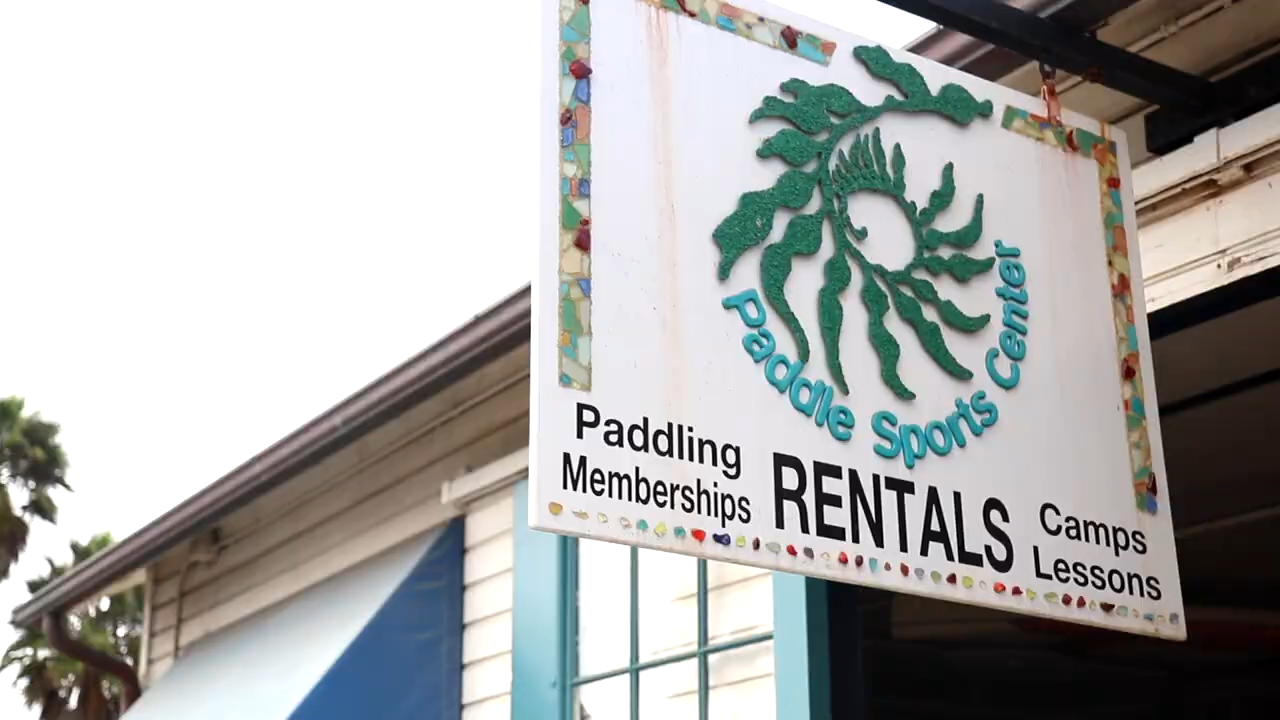 Paddle Sports Center
Paddling
Memberships
RENTALS
Camps
Lessons